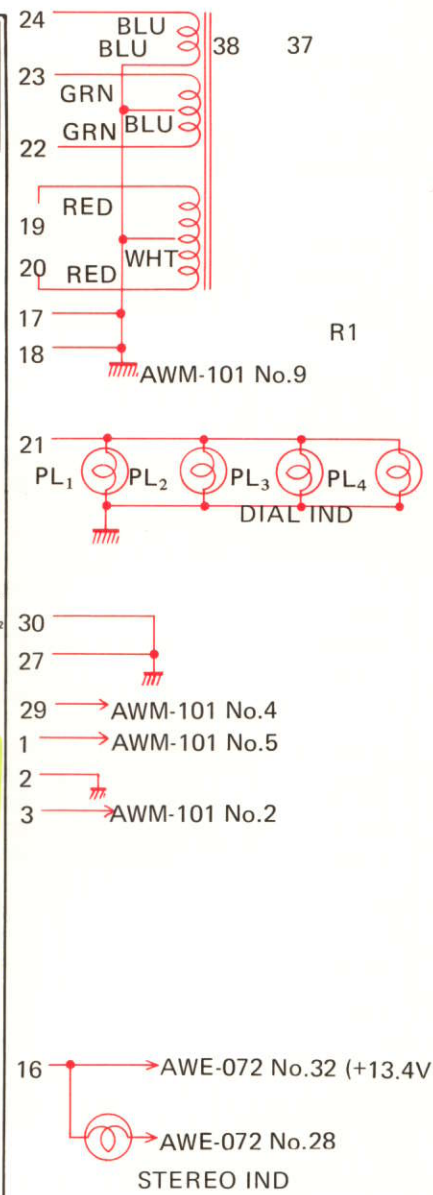 24 BLU
BLU 38 37
23
GRN
BLU
GRN
22
RED
19
WHT
20 RED
17
R1
18
AWM-101 No.9
21
PL1 PL2 PL3 PL4
DIAL IND
30
27
29 AWM-101 No.4
1 AWM-101 No.5
2
3 AWM-101 No.2
16 AWE-072 No.32 (+13.4V
AWE-072 No.28
STEREO IND